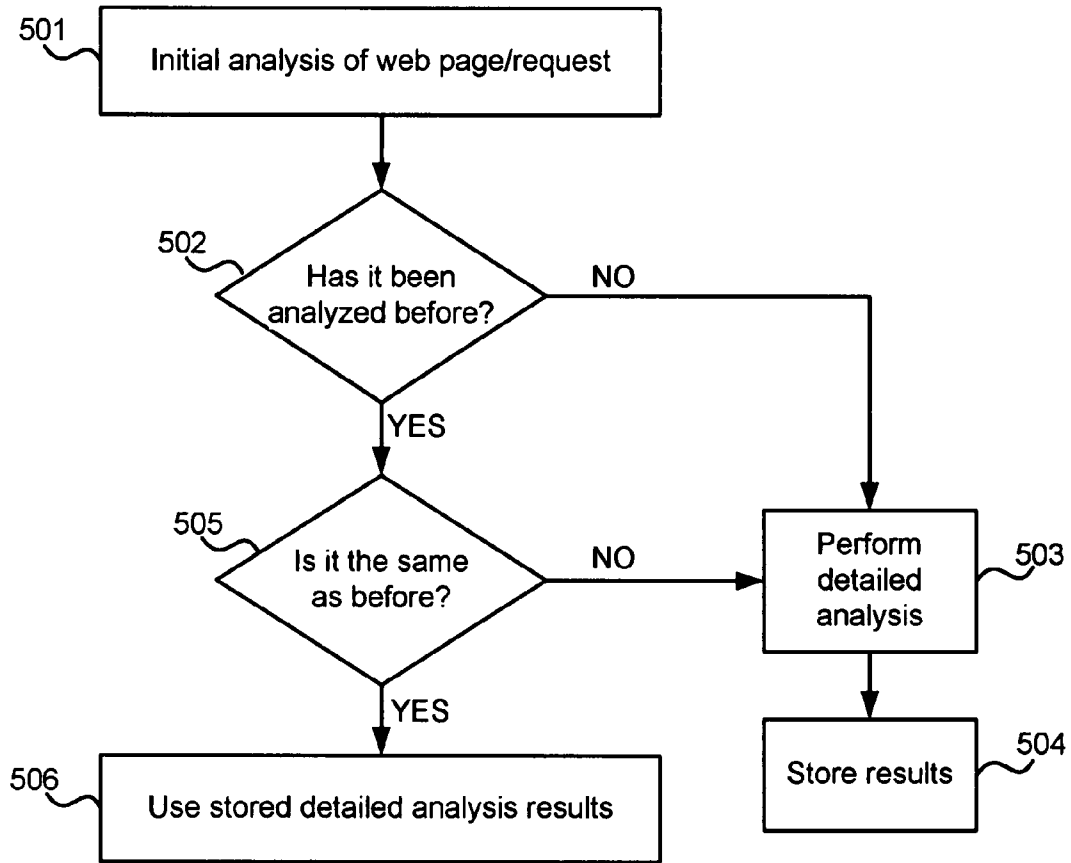 501
Initial analysis of web page/request
502
Has it been
analyzed before?
NO
YES
505
Is it the same
as before?
NO
Perform
detailed
analysis
503
YES
504
Store results
506
Use stored detailed analysis results